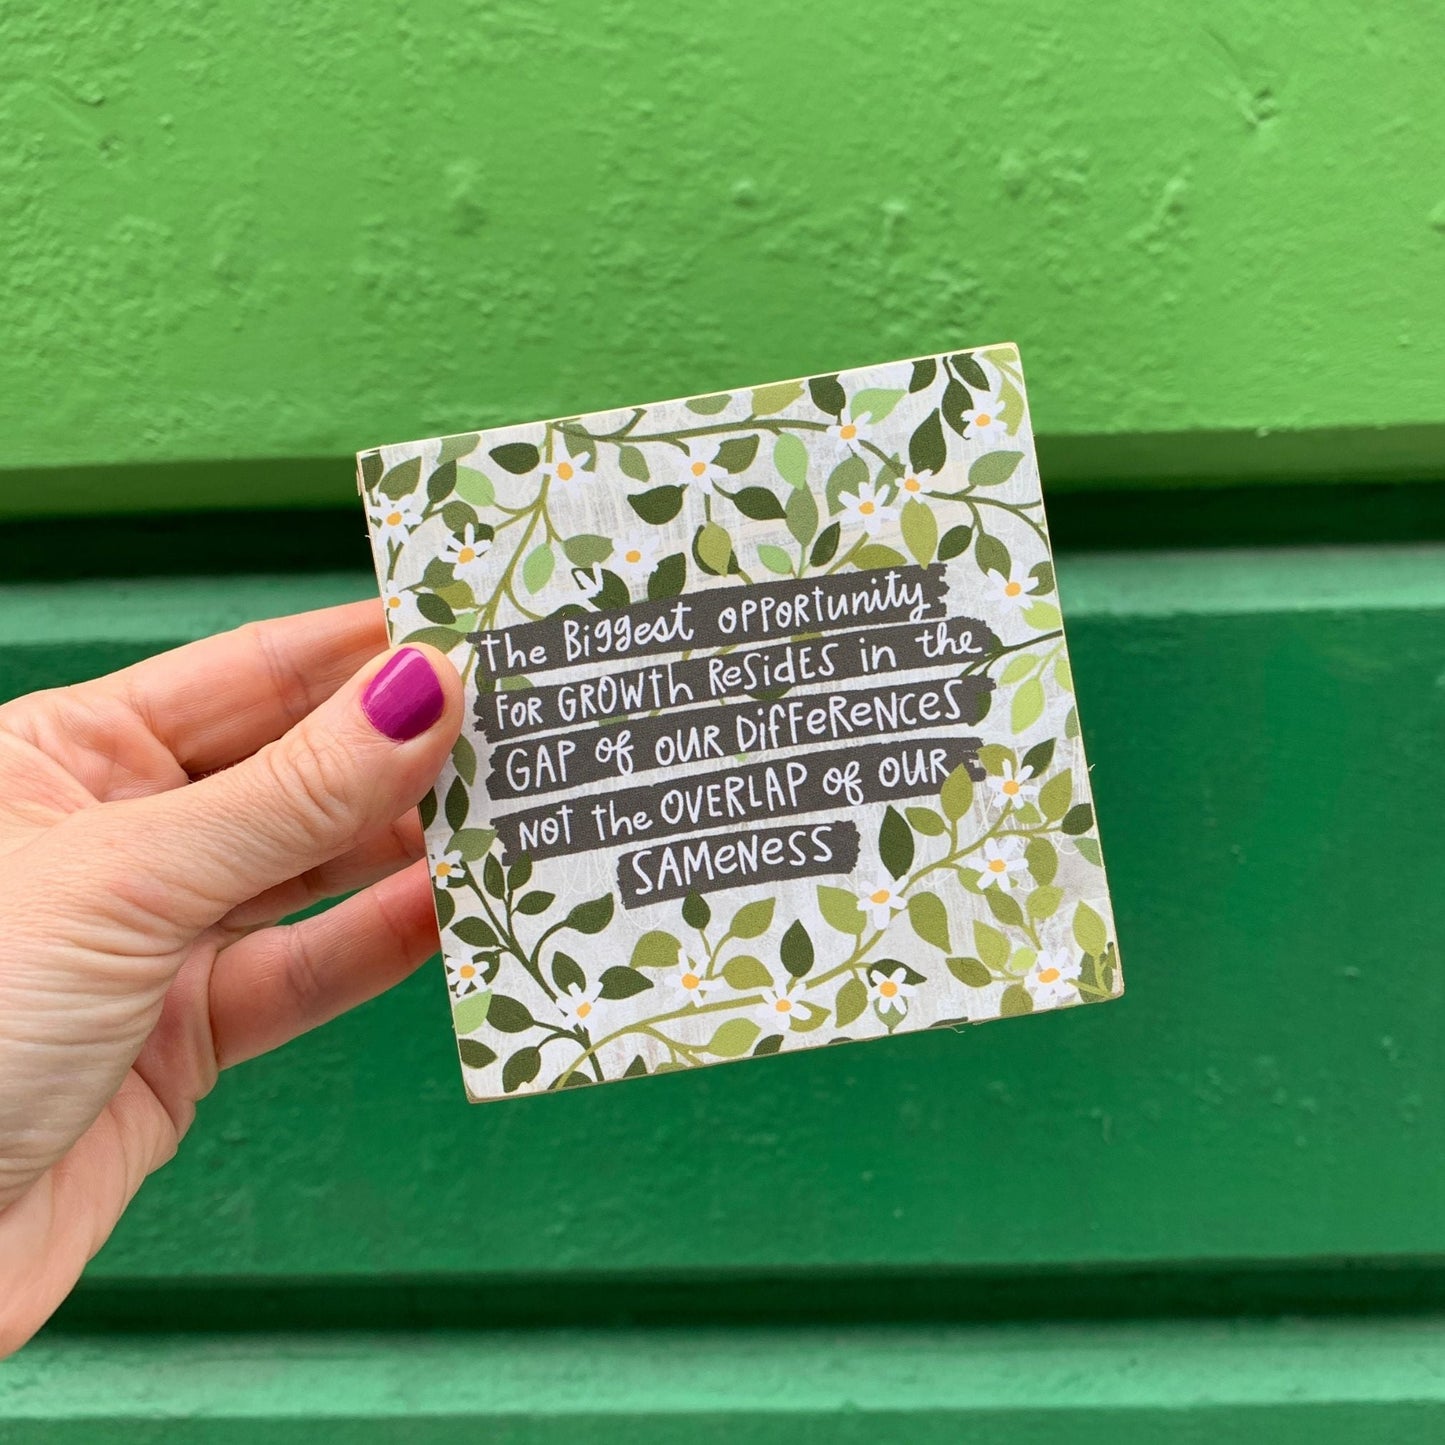 the Biggest opportunity
for GROWth ResidES in the
GAP of our DiffeRENCES
Not the OVERLAP of our
SAMeNeSS